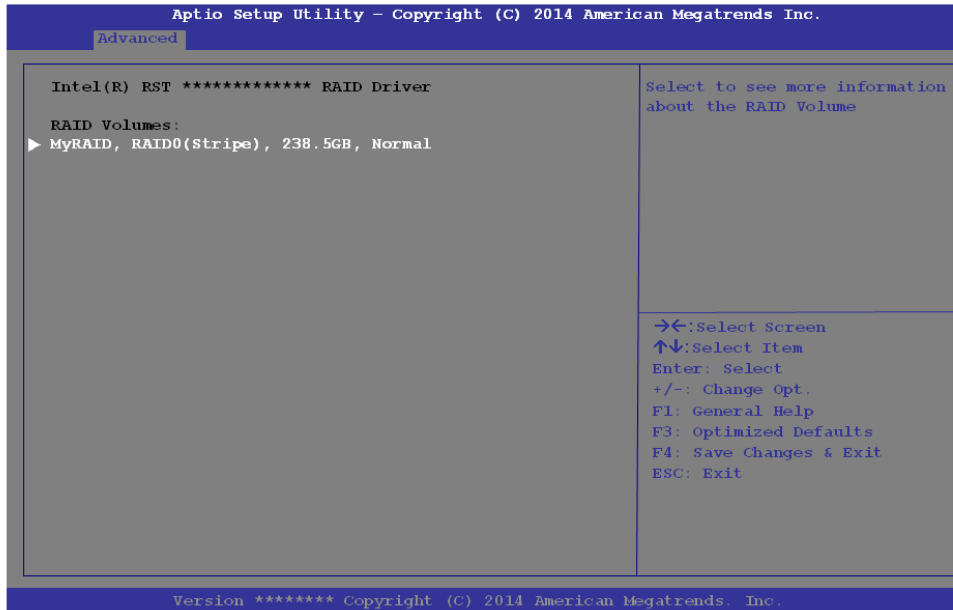 Aptio Setup Utility – Copyright (C) 2014 American Megatrends Inc.
Advanced
Intel(R) RST ************* RAID Driver
RAID Volumes:
▶ MyRAID, RAID0(Stripe), 238.5GB, Normal
Select to see more information
about the RAID Volume
→←:Select Screen
↑↓:Select Item
Enter: Select
+/-: Change Opt.
F1: General Help
F3: Optimized Defaults
F4: Save Changes & Exit
ESC: Exit
Version ******** Copyright (C) 2014 American Megatrends. Inc.